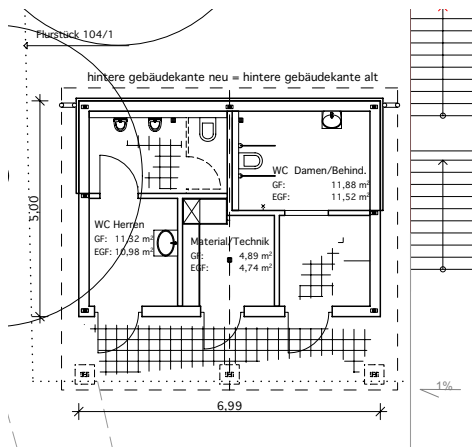 Flurstück 104/1
hintere gebäudekante neu = hintere gebäudekante alt
WC Damen/Behind.
GF: 11,88 m²
EGF: 11,52 m²
5,00
WC Herren
GF: 11,32 m²
EGF: 10,98 m²
Material/Technik
GF: 4,89 m²
EGF: 4,74 m²
1%
6,99